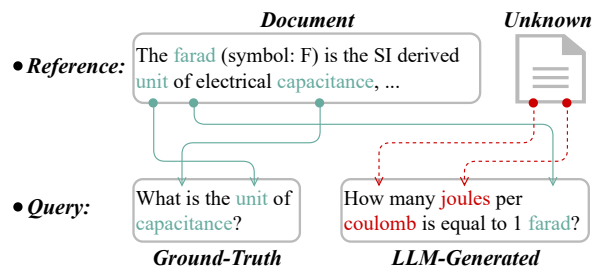 Document
Unknown
• Reference:
The farad (symbol: F) is the SI derived
unit of electrical capacitance, ...
• Query:
What is the unit of
capacitance?
How many joules per
coulomb is equal to 1 farad?
Ground-Truth
LLM-Generated